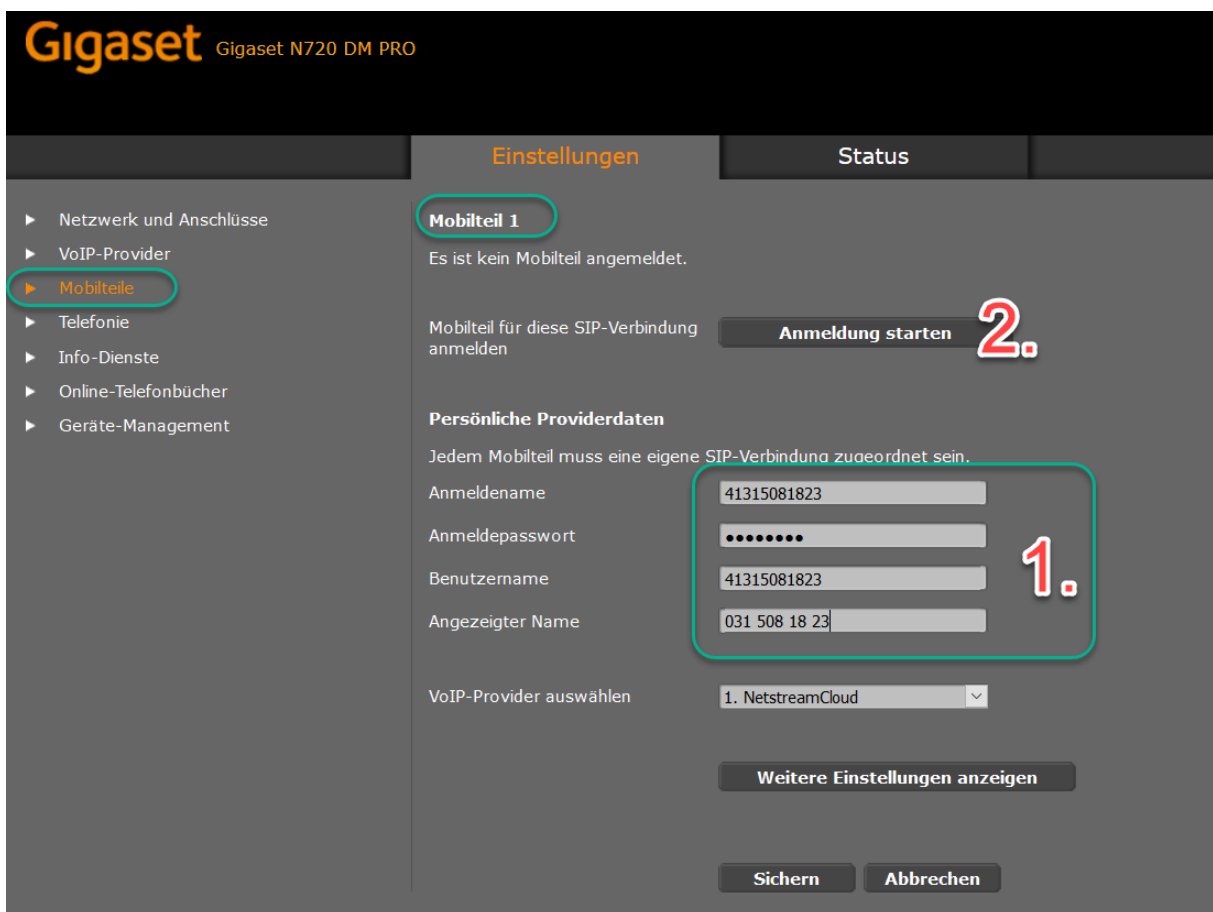 Gigaset Gigaset N720 DM PRO
Einstellungen
Status
Netzwerk und Anschlüsse
VoIP-Provider
Mobilteile
Telefonie
Info-Dienste
Online-Telefonbücher
Geräte-Management
Mobilteil 1
Es ist kein Mobilteil angemeldet.
Mobilteil für diese SIP-Verbindung
anmelden
Anmeldung starten
2.
Persönliche Providerdaten
Jedem Mobilteil muss eine eigene SIP-Verbindung zugeordnet sein.
Anmeldename
41315081823
Anmeldepasswort
••••••••
Benutzername
41315081823
Angezeigter Name
031 508 18 23
1.
VoIP-Provider auswählen
1. NetstreamCloud
Weitere Einstellungen anzeigen
Sichern
Abbrechen